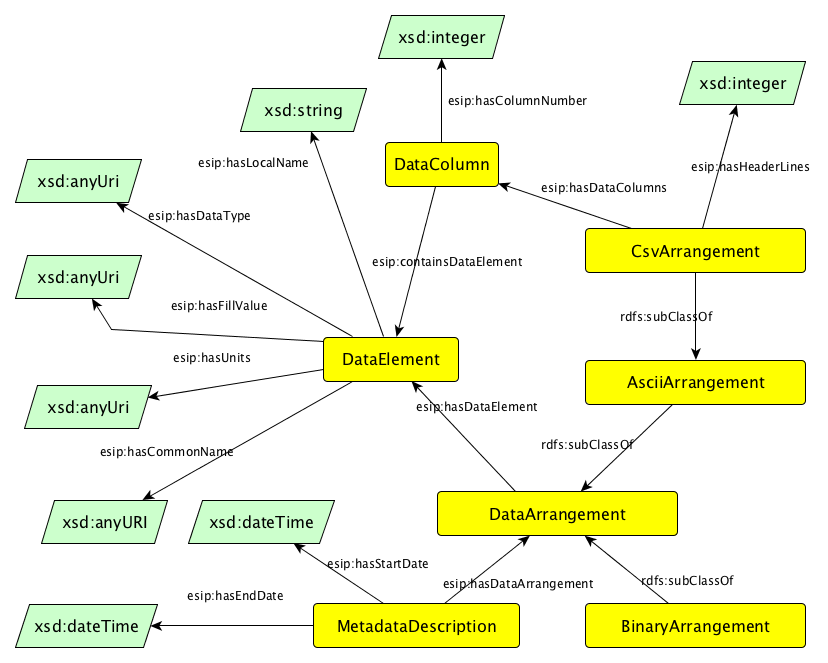 xsd:integer
xsd:integer
xsd:string
esip:hasColumnNumber
esip:hasLocalName
DataColumn
esip:hasHeaderLines
xsd:anyUri
esip:hasDataColumns
esip:hasDataType
CsvArrangement
esip:containsDataElement
xsd:anyUri
esip:hasFillValue
rdfs:subClassOf
esip:hasUnits
DataElement
AsciiArrangement
xsd:anyUri
esip:hasDataElement
esip:hasCommonName
rdfs:subClassOf
xsd:anyURI
xsd:dateTime
DataArrangement
esip:hasStartDate
esip:hasDataArrangement
rdfs:subClassOf
esip:hasEndDate
xsd:dateTime
MetadataDescription
BinaryArrangement